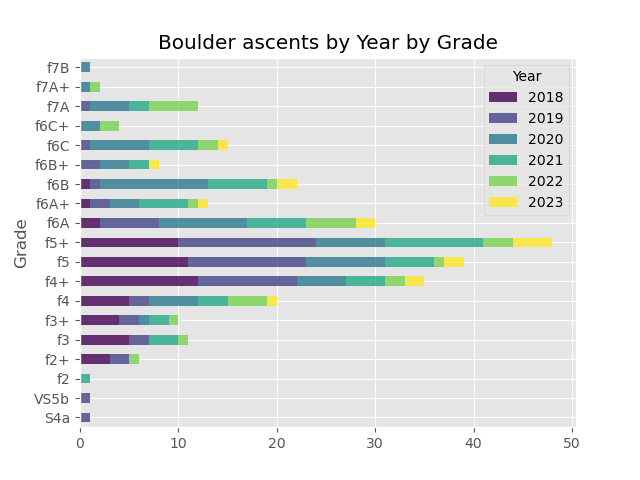 Boulder ascents by Year by Grade
Year
2018
2019
2020
2021
2022
2023
Grade
f7B
f7A+
f7A
f6C+
f6C
f6B+
f6B
f6A+
f6A
f5+
f5
f4+
f4
f3+
f3
f2+
f2
VS5b
S4a
0 10 20 30 40 50